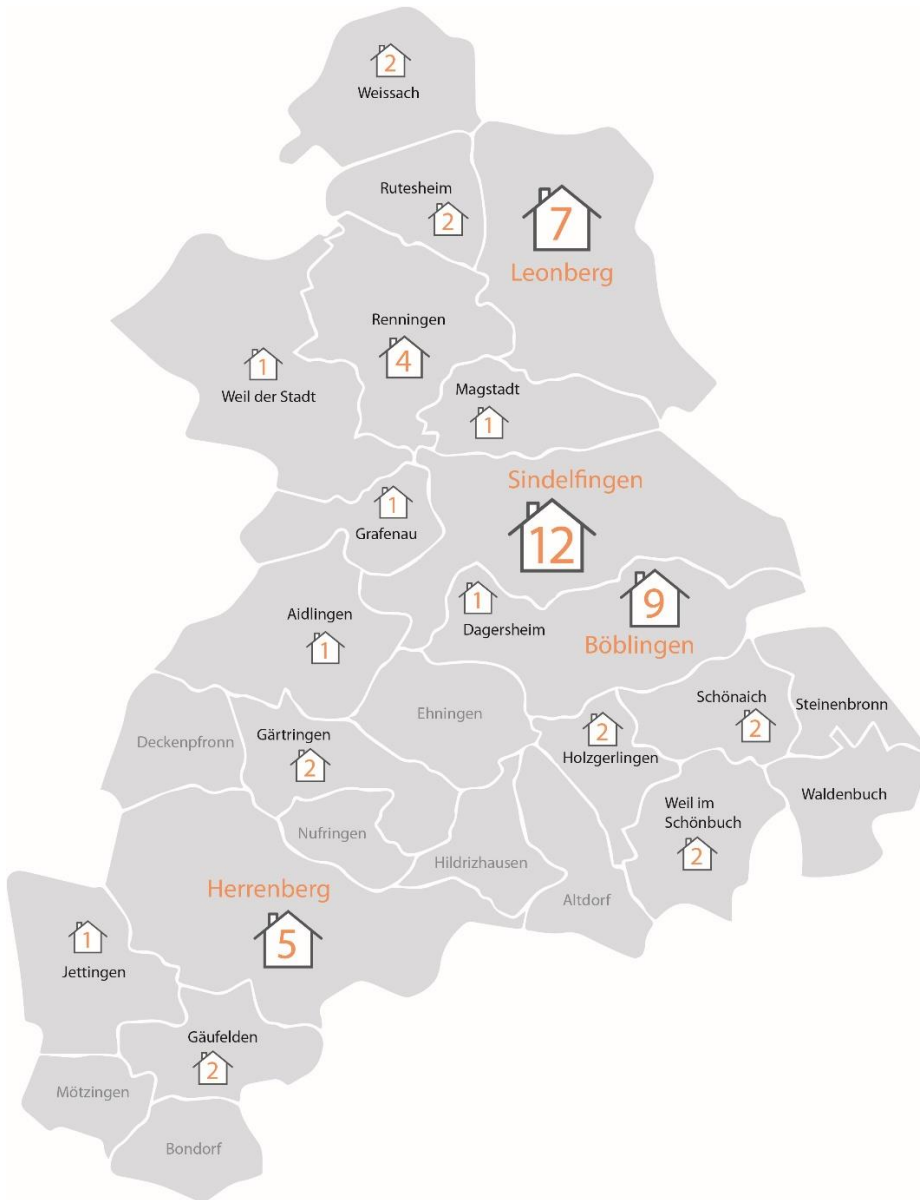 2
Weissach
Rutesheim
2
7
Leonberg
Renningen
4
1
Weil der Stadt
Magstadt
1
Sindelfingen
12
1
Grafenau
1
Dagersheim
9
Böblingen
Aidlingen
1
Ehningen
Schönaich
2
Steinenbronn
Deckenpfronn
Gärtringen
2
2
Holzgerlingen
Waldenbuch
Weil im
Schönbuch
2
Nufringen
Hildrizhausen
Altdorf
Herrenberg
5
1
Jettingen
Gäufelden
2
Mötzingen
Bondorf